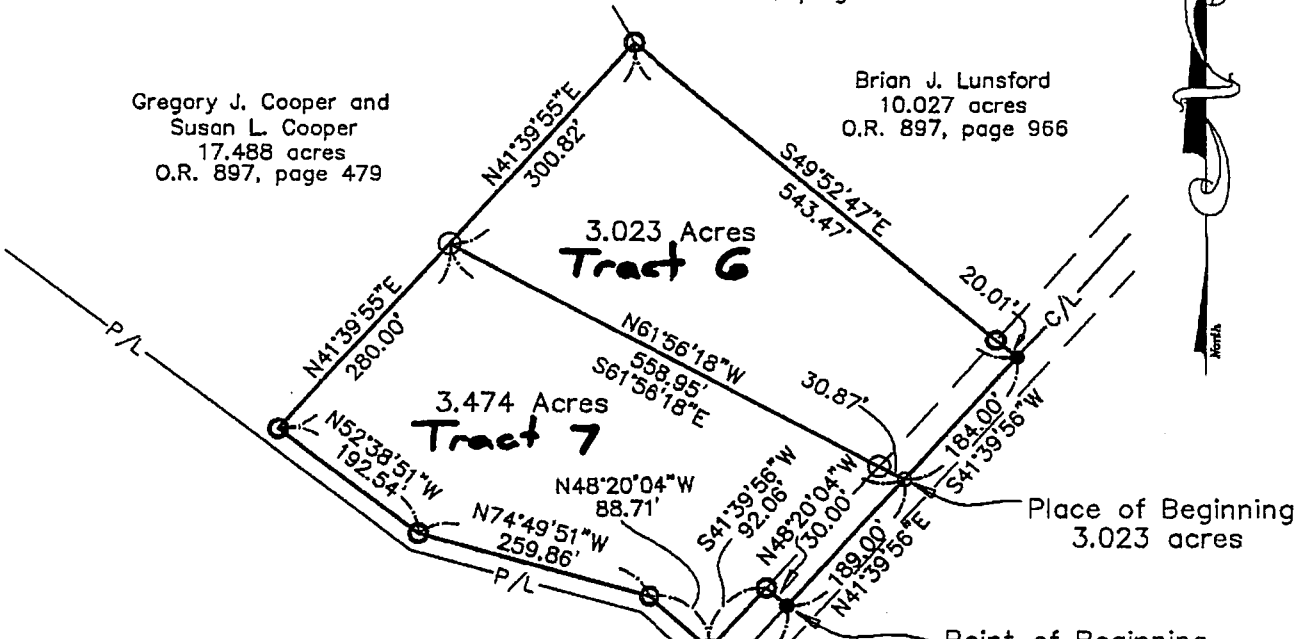 Gregory J. Cooper and
Susan L. Cooper
17.488 acres
O.R. 897, page 479
Brian J. Lunsford
10.027 acres
O.R. 897, page 966
N41°39'55"E
300.82'
S49°52'47"E
543.47'
3.023 Acres
Tract 6
20.01'
C/L
North
P/L
N41°39'55"E
280.00'
N61°56'18"W
558.95'
S61°56'18"E
30.87'
184.00'
S41°39'56"W
3.474 Acres
Tract 7
N52°38'51"W
192.54'
N48°20'04"W
88.71'
S41°39'56"W
92.06'
N48°20'04"W
30.00'
Place of Beginning
3.023 acres
N74°49'51"W
259.86'
P/L
189.00'
N41°39'56"E
Point of Beginning